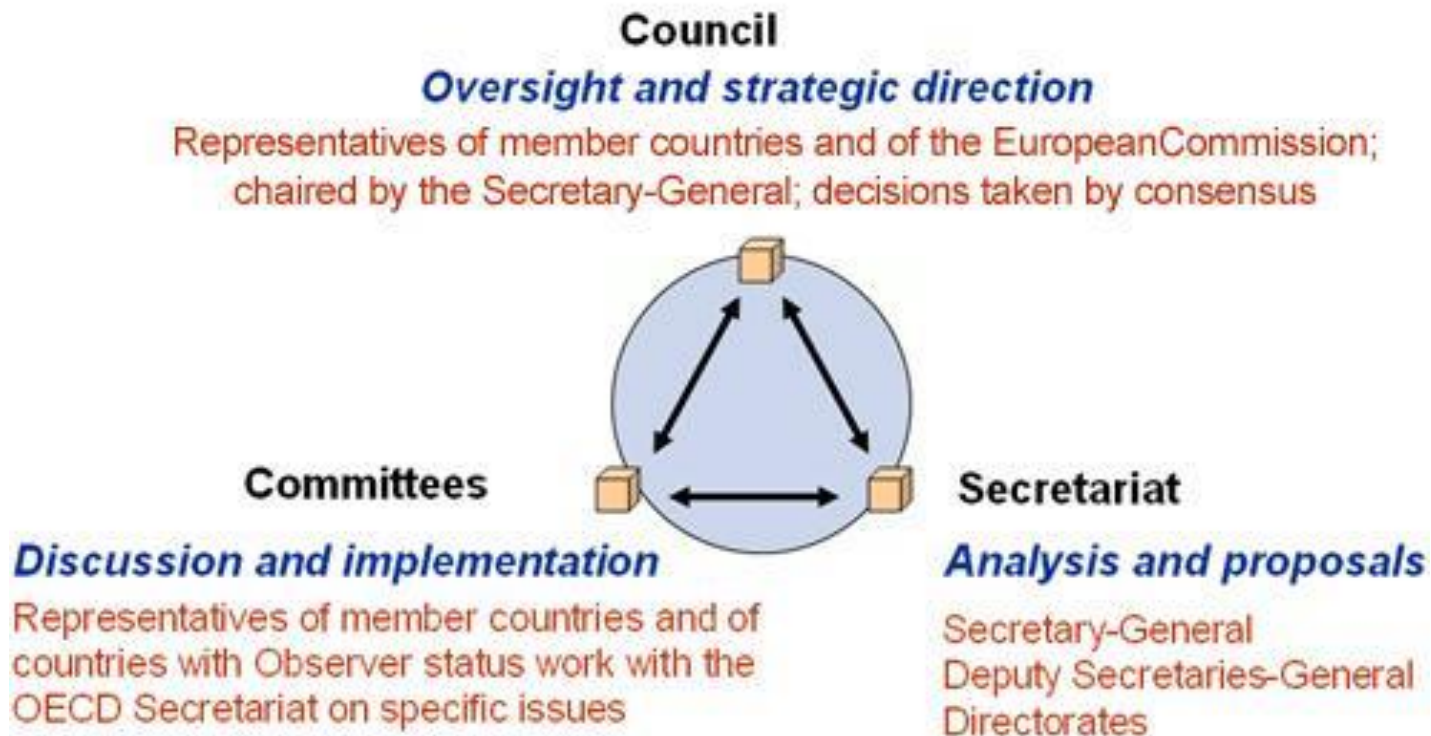 Council
Oversight and strategic direction
Representatives of member countries and of the EuropeanCommission;
chaired by the Secretary-General; decisions taken by consensus
Committees
Discussion and implementation
Representatives of member countries and of
countries with Observer status work with the
OECD Secretariat on specific issues
Secretariat
Analysis and proposals
Secretary-General
Deputy Secretaries-General
Directorates